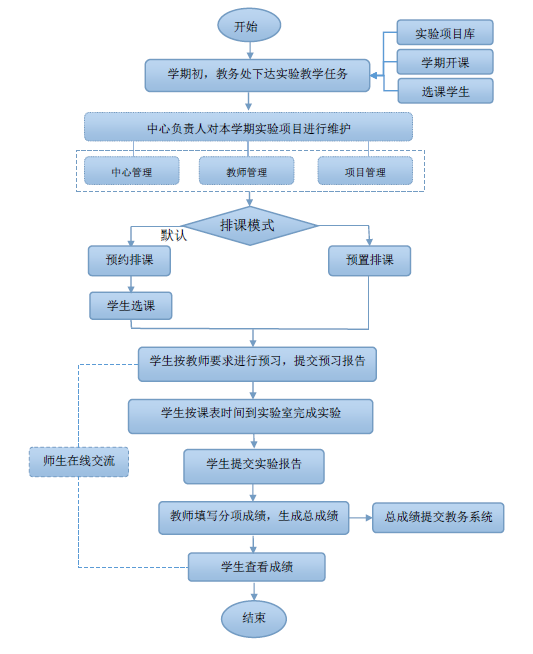 开始
实验项目库
学期初，教务处下达实验教学任务
学期开课
选课学生
中心负责人对本学期实验项目进行维护
中心管理
教师管理
项目管理
排课模式
默认
预约排课
预置排课
学生选课
学生按教师要求进行预习，提交预习报告
学生按课表时间到实验室完成实验
师生在线交流
学生提交实验报告
教师填写分项成绩，生成总成绩
总成绩提交教务系统
学生查看成绩
结束